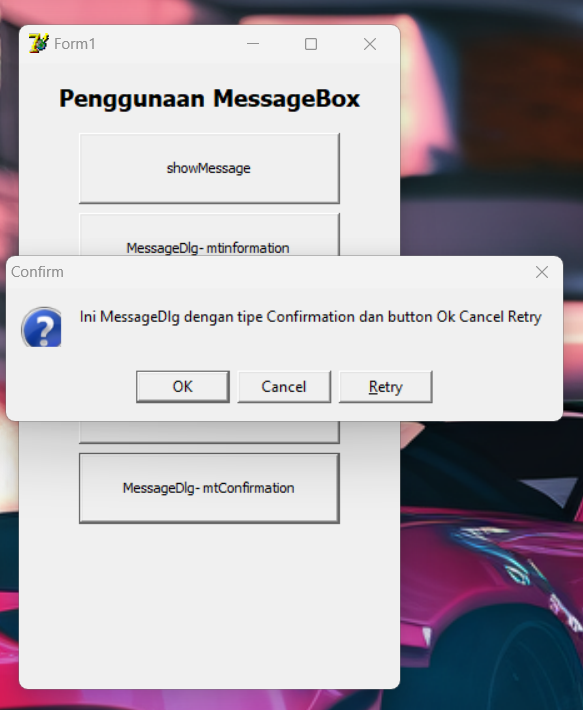 Form1
Penggunaan MessageBox
showMessage
MessageDlg- mtinformation
Confirm
Ini MessageDlg dengan tipe Confirmation dan button Ok Cancel Retry
OK
Cancel
Retry
MessageDlg- mtConfirmation